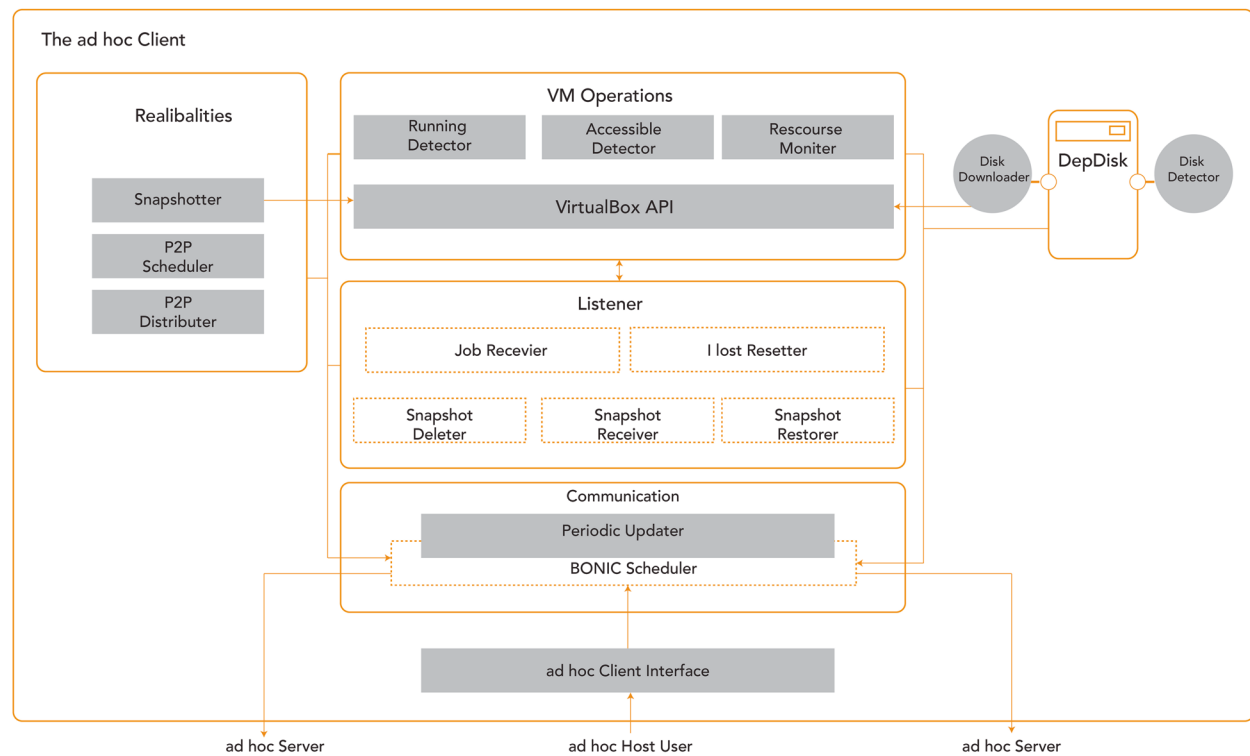 The ad hoc Client
Realibalities
Snapshotter
P2P
Scheduler
P2P
Distributer
VM Operations
Running
Detector
Accessible
Detector
Rescourse
Moniter
VirtualBox API
Disk
Downloader
DepDisk
Disk
Detector
Listener
Job Recevier
I lost Resetter
Snapshot
Deleter
Snapshot
Receiver
Snapshot
Restorer
Communication
Periodic Updater
BONIC Scheduler
ad hoc Client Interface
ad hoc Server
ad hoc Host User
ad hoc Server